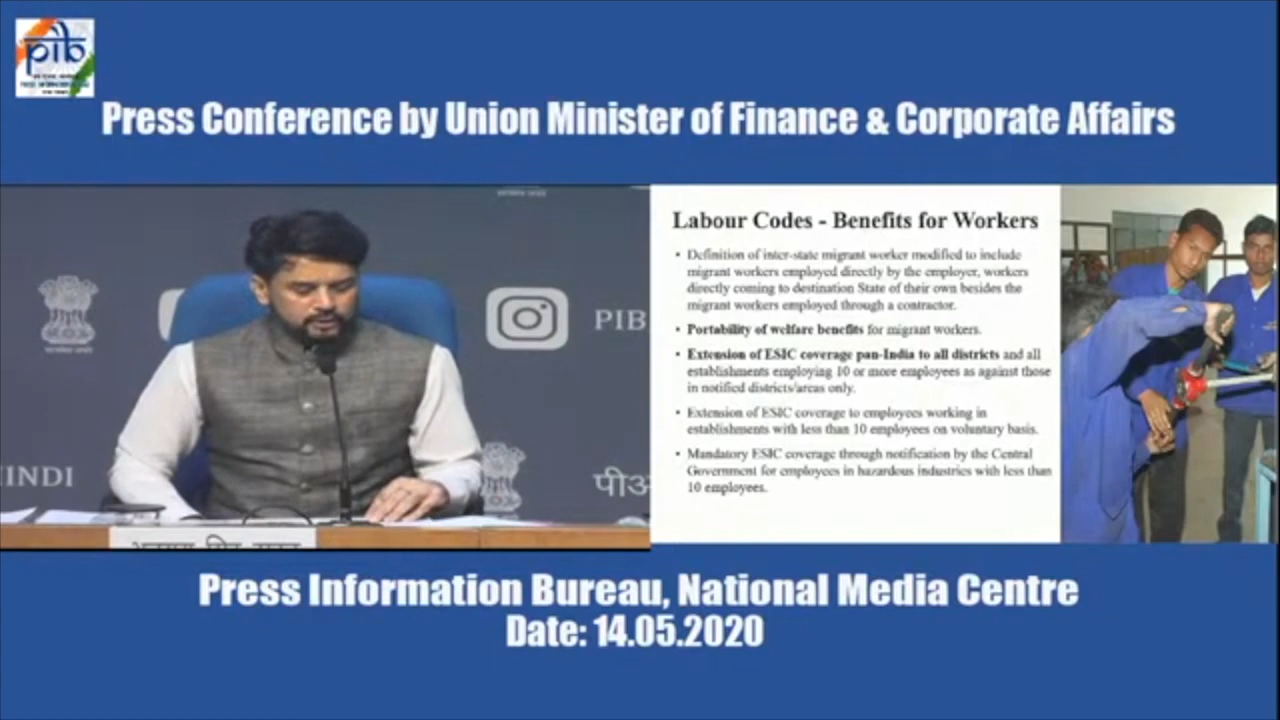 pib
Press Conference by Union Minister of Finance & Corporate Affairs
PIB
HINDI
पीआ
Labour Codes - Benefits for Workers
• Definition of inter-state migrant worker modified to include
migrant workers employed directly by the employer, workers
directly coming to destination State of their own besides the
migrant workers employed through a contractor.
• Portability of welfare benefits for migrant workers.
• Extension of ESIC coverage pan-India to all districts and all
establishments employing 10 or more employees as against those
in notified districts/areas only.
• Extension of ESIC coverage to employees working in
establishments with less than 10 employees on voluntary basis.
• Mandatory ESIC coverage through notification by the Central
Government for employees in hazardous industries with less than
10 employees.
Press Information Bureau, National Media Centre
Date: 14.05.2020